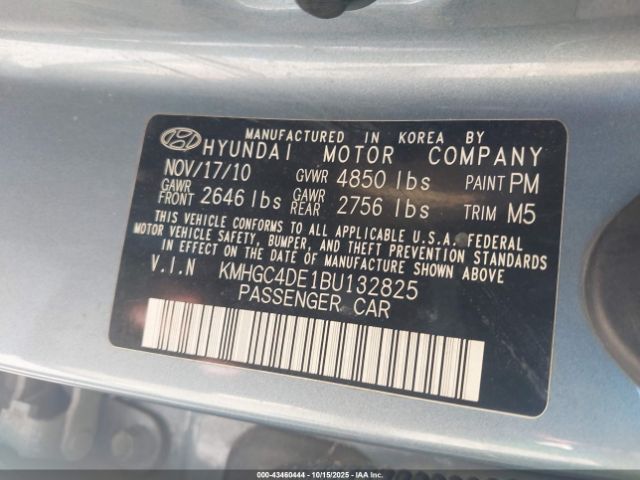 MANUFACTURED IN KOREA BY
HYUNDAI MOTOR COMPANY
NOV/17/10 GVWR 4850 lbs PAINT PM
GAWR FRONT 2646 lbs GAWR REAR 2756 lbs TRIM M5
THIS VEHICLE CONFORMS TO ALL APPLICABLE U.S.A. FEDERAL
MOTOR VEHICLE SAFETY, BUMPER, AND THEFT PREVENTION STANDARDS
IN EFFECT ON THE DATE OF MANUFACTURE SHOWN ABOVE.
V.I.N KMHGC4DE1BU132825
PASSENGER CAR
© IAA-43460444 | 10/15/2025 - IAA HOLDINGS, LLC